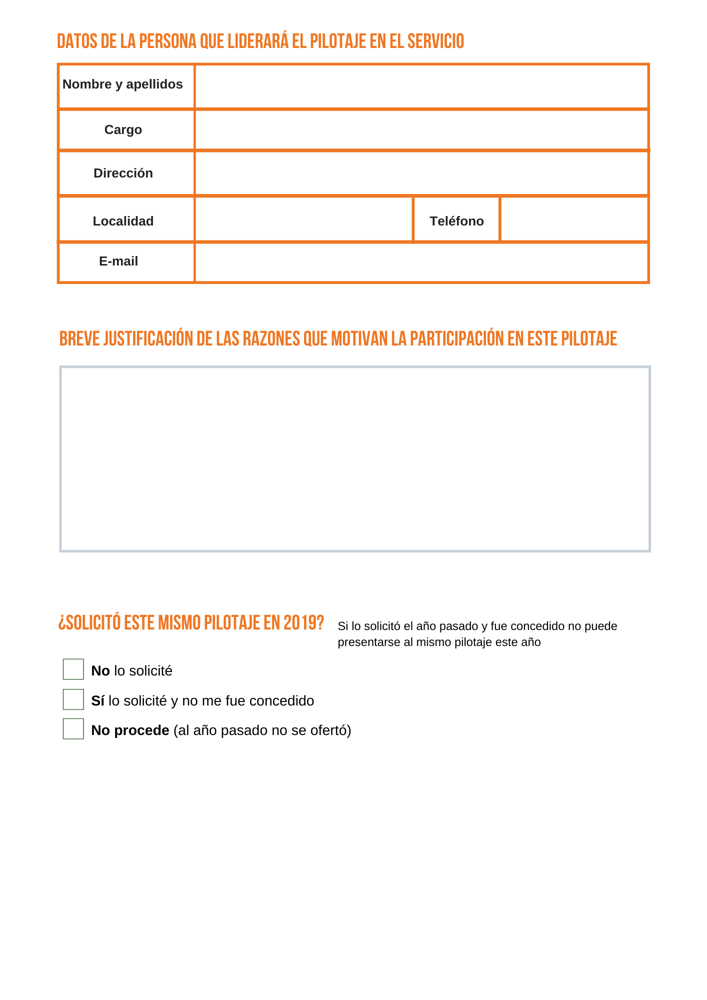 DATOS DE LA PERSONA QUE LIDERARÁ EL PILOTAJE EN EL SERVICIO
Nombre y apellidos
Cargo
Dirección
Localidad
Teléfono
E-mail
BREVE JUSTIFICACIÓN DE LAS RAZONES QUE MOTIVAN LA PARTICIPACIÓN EN ESTE PILOTAJE
¿SOLICITÓ ESTE MISMO PILOTAJE EN 2019?
Si lo solicitó el año pasado y fue concedido no puede
presentarse al mismo pilotaje este año
No lo solicité
Sí lo solicité y no me fue concedido
No procede (al año pasado no se ofertó)